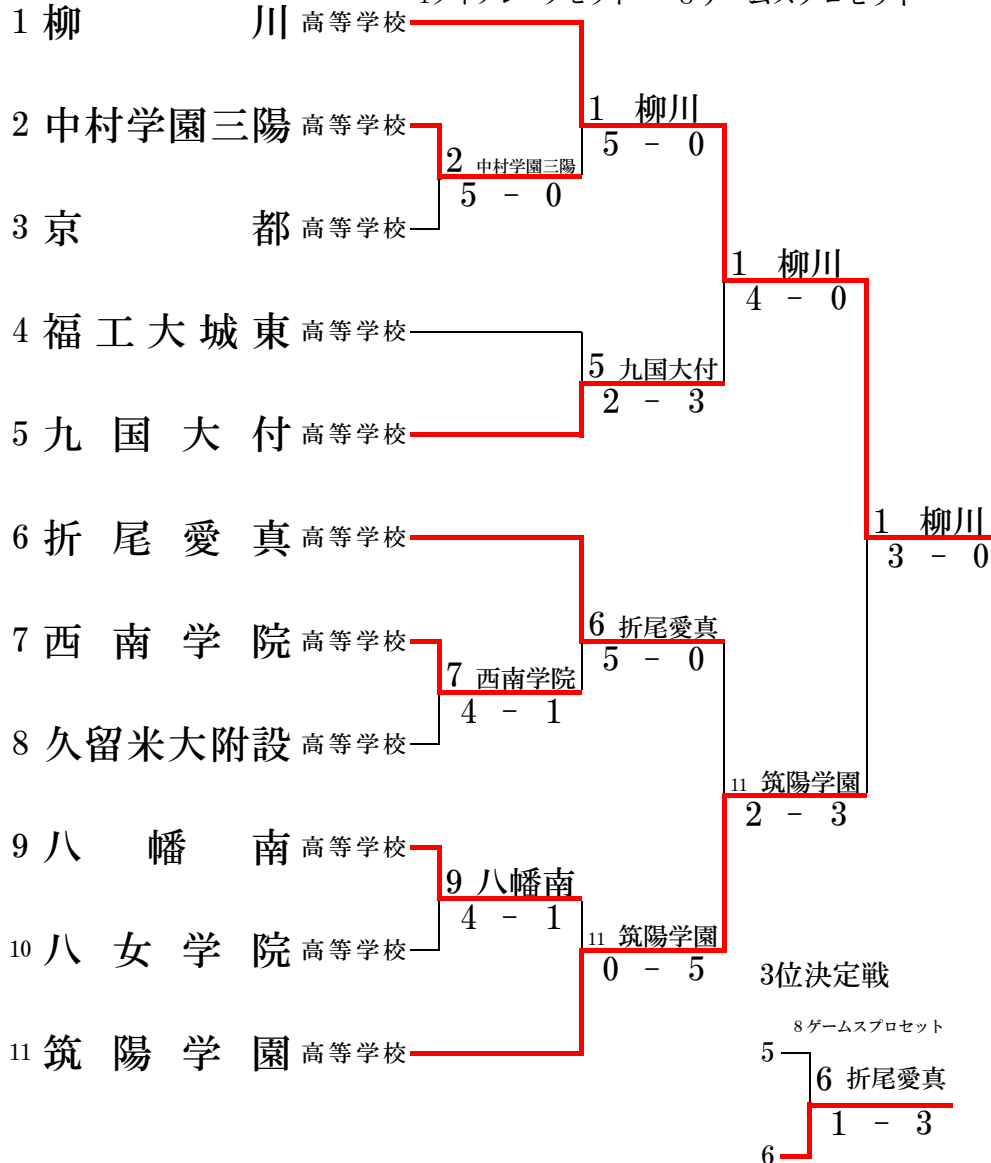 1 柳川 高等学校
2 中村学園三陽 高等学校
3 京都 高等学校
4 福工大城東 高等学校
5 九国大付 高等学校
6 折尾愛真 高等学校
7 西南学院 高等学校
8 久留米大附設 高等学校
9 八幡南 高等学校
10 八女学院 高等学校
11 筑陽学園 高等学校
2 中村学園三陽
5 - 0
7 西南学院
4 - 1
9 八幡南
4 - 1
1 柳川
5 - 0
5 九国大付
2 - 3
6 折尾愛真
5 - 0
11 筑陽学園
0 - 5
1 柳川
4 - 0
11 筑陽学園
2 - 3
1 柳川
3 - 0
3位決定戦
8ゲームスプロセット
5
6 折尾愛真
1 - 3
6